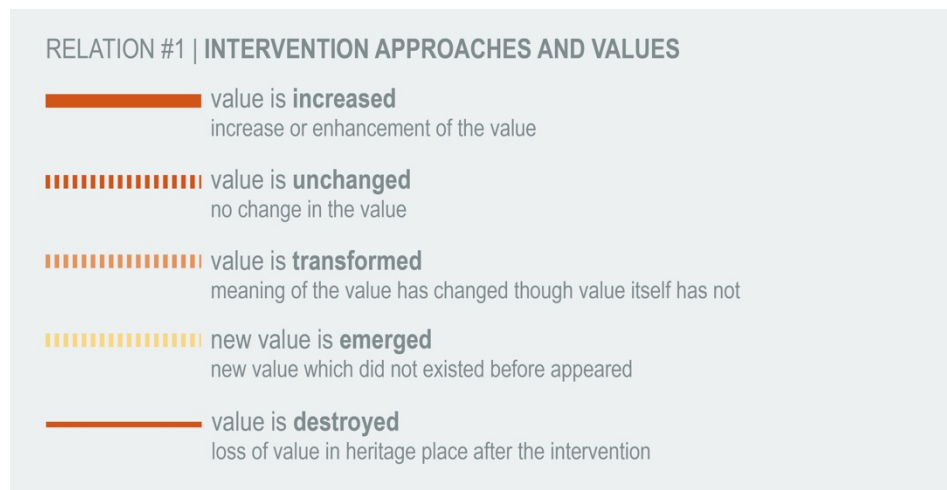 RELATION #1 | INTERVENTION APPROACHES AND VALUES
value is increased
increase or enhancement of the value
value is unchanged
no change in the value
value is transformed
meaning of the value has changed though value itself has not
new value is emerged
new value which did not existed before appeared
value is destroyed
loss of value in heritage place after the intervention